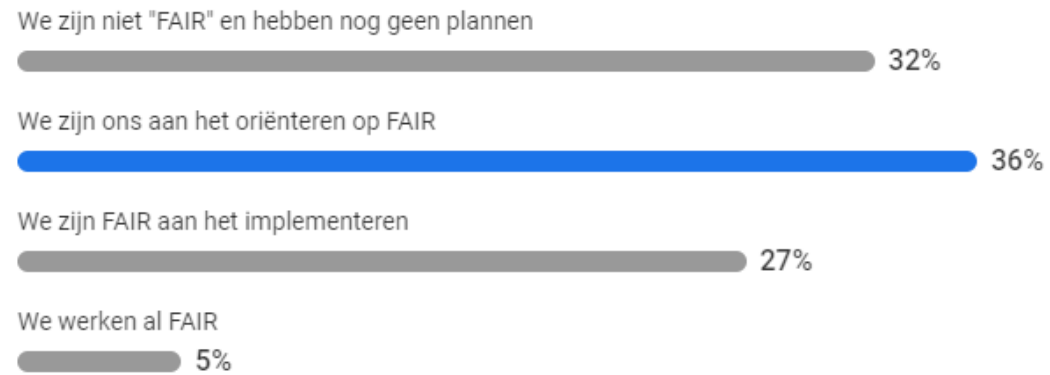 We zijn niet "FAIR" en hebben nog geen plannen
32%
We zijn ons aan het oriënteren op FAIR
36%
We zijn FAIR aan het implementeren
27%
We werken al FAIR
5%